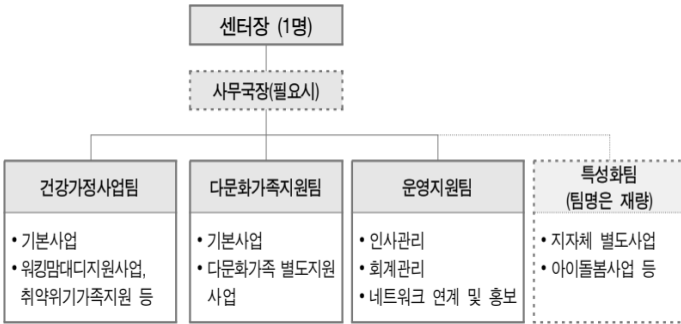 센터장 (1명)
사무국장(필요시)
건강가정사업팀
• 기본사업
• 워킹맘대디지원사업,
취약위기가족지원 등
다문화가족지원팀
• 기본사업
• 다문화가족 별도지원
사업
운영지원팀
• 인사관리
• 회계관리
• 네트워크 연계 및 홍보
특성화팀
(팀명은 재량)
• 지자체 별도사업
• 아이돌봄사업 등